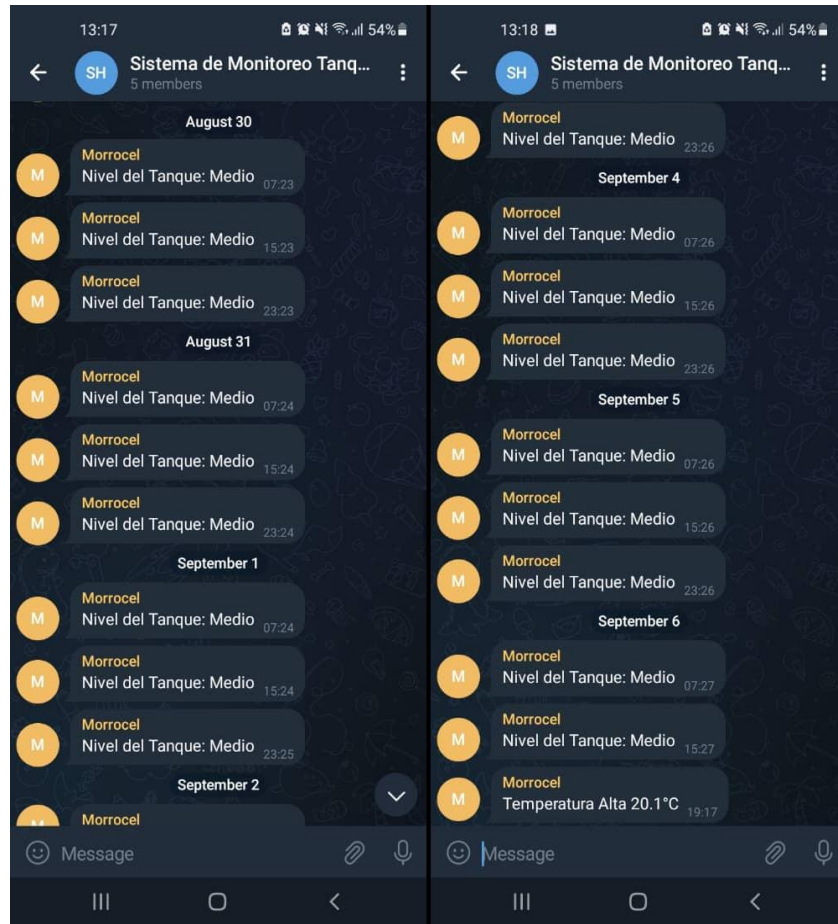 13:17
54%
SH
Sistema de Monitoreo Tanq...
5 members
August 30
Morrocel
M
Nivel del Tanque: Medio 07:23
Morrocel
M
Nivel del Tanque: Medio 15:23
Morrocel
M
Nivel del Tanque: Medio 23:23
August 31
Morrocel
M
Nivel del Tanque: Medio 07:24
Morrocel
M
Nivel del Tanque: Medio 15:24
Morrocel
M
Nivel del Tanque: Medio 23:24
September 1
Morrocel
M
Nivel del Tanque: Medio 07:24
Morrocel
M
Nivel del Tanque: Medio 15:24
Morrocel
M
Nivel del Tanque: Medio 23:25
September 2
Morrocel
Message
13:18
54%
SH
Sistema de Monitoreo Tanq...
5 members
Morrocel
M
Nivel del Tanque: Medio 23:26
September 4
Morrocel
M
Nivel del Tanque: Medio 07:26
Morrocel
M
Nivel del Tanque: Medio 15:26
Morrocel
M
Nivel del Tanque: Medio 23:26
September 5
Morrocel
M
Nivel del Tanque: Medio 07:26
Morrocel
M
Nivel del Tanque: Medio 15:26
Morrocel
M
Nivel del Tanque: Medio 23:26
September 6
Morrocel
M
Nivel del Tanque: Medio 07:27
Morrocel
M
Nivel del Tanque: Medio 15:27
Morrocel
M
Temperatura Alta 20.1°C 19:17
Message